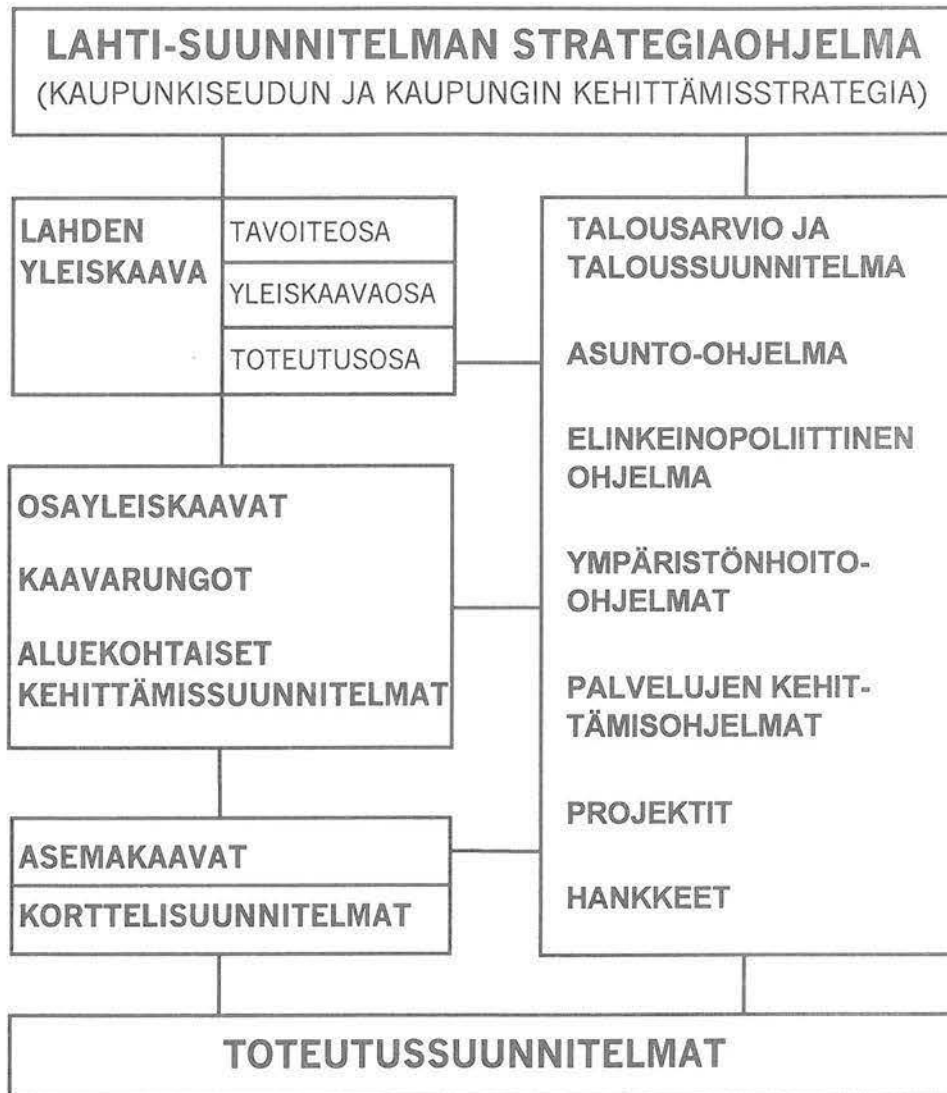 LAHTI-SUUNNITELMAN STRATEGIAOHJELMA
(KAUPUNKISEUDUN JA KAUPUNGIN KEHITTÄMISSTRATEGIA)
LAHDEN
YLEISKAAVA
TAVOITEOSA
YLEISKAAVAOSA
TOTEUTUSOSA
OSAYLEISKAAVAT
KAAVARUNGOT
ALUEKOHTAISET
KEHITTÄMISSUUNNITELMAT
ASEMAKAAVAT
KORTTELISUUNNITELMAT
TALOUSARVIO JA
TALOUSSUUNNITELMA
ASUNTO-OHJELMA
ELINKEINOPOLIITTINEN
OHJELMA
YMPÄRISTÖNHOITO-
OHJELMAT
PALVELUJEN KEHIT-
TÄMISOHJELMAT
PROJEKTIT
HANKKEET
TOTEUTUSSUUNNITELMAT